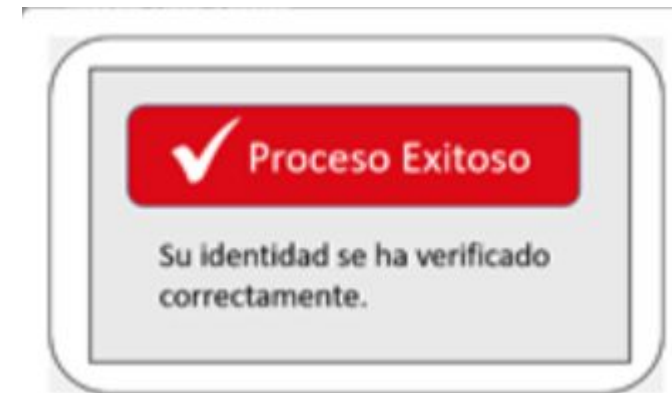 Proceso Exitoso
Su identidad se ha verificado
correctamente.